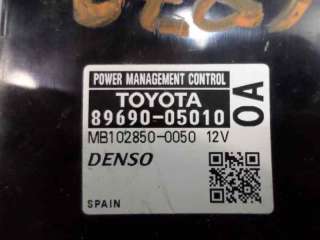 POWER MANAGEMENT CONTROL
TOYOTA
89690-05010
0A
MB102850-0050 12V
DENSO
SPAIN